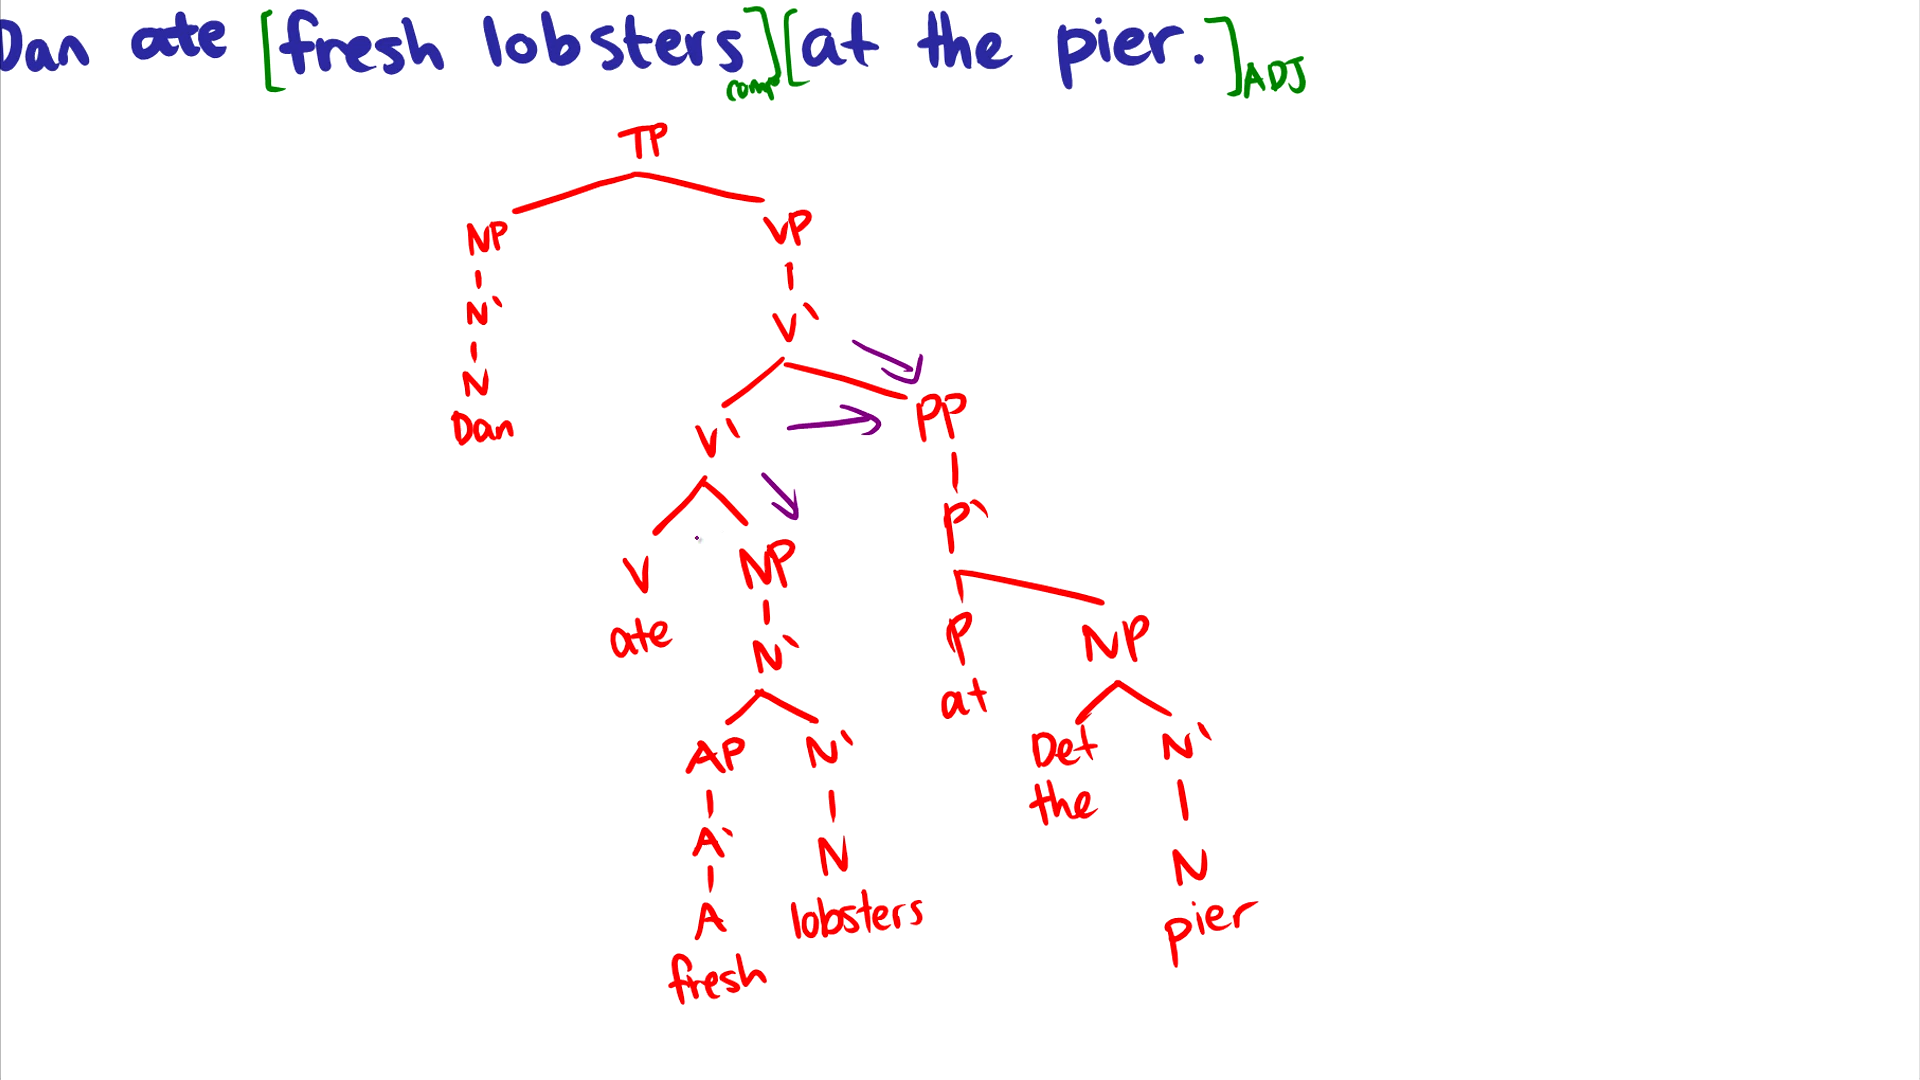 Dan ate [fresh lobsters][at the pier.]
comp ADJ
TP
NP VP
N' V'
N V' PP
Dan
V NP P'
ate N' P NP
at
AP N' Det N'
the
A' N N
A lobsters pier
fresh